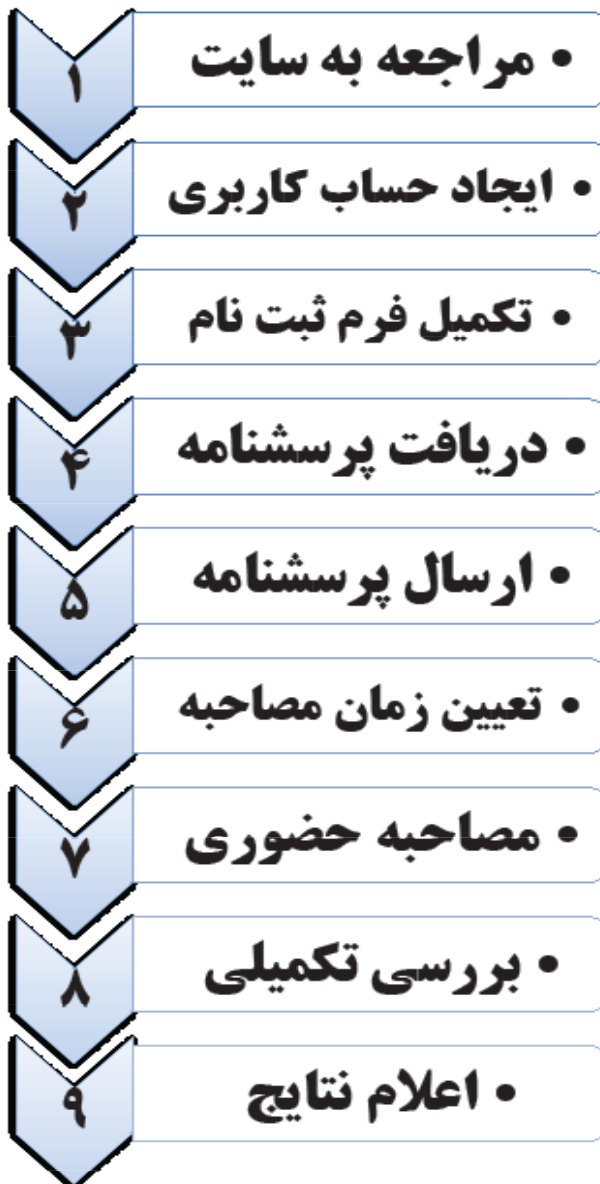 ۱ • مراجعه به سایت
۲ • ایجاد حساب کاربری
۳ • تکمیل فرم ثبت نام
۴ • دریافت پرسشنامه
۵ • ارسال پرسشنامه
۶ • تعیین زمان مصاحبه
۷ • مصاحبه حضوری
۸ • بررسی تکمیلی
۹ • اعلام نتایج